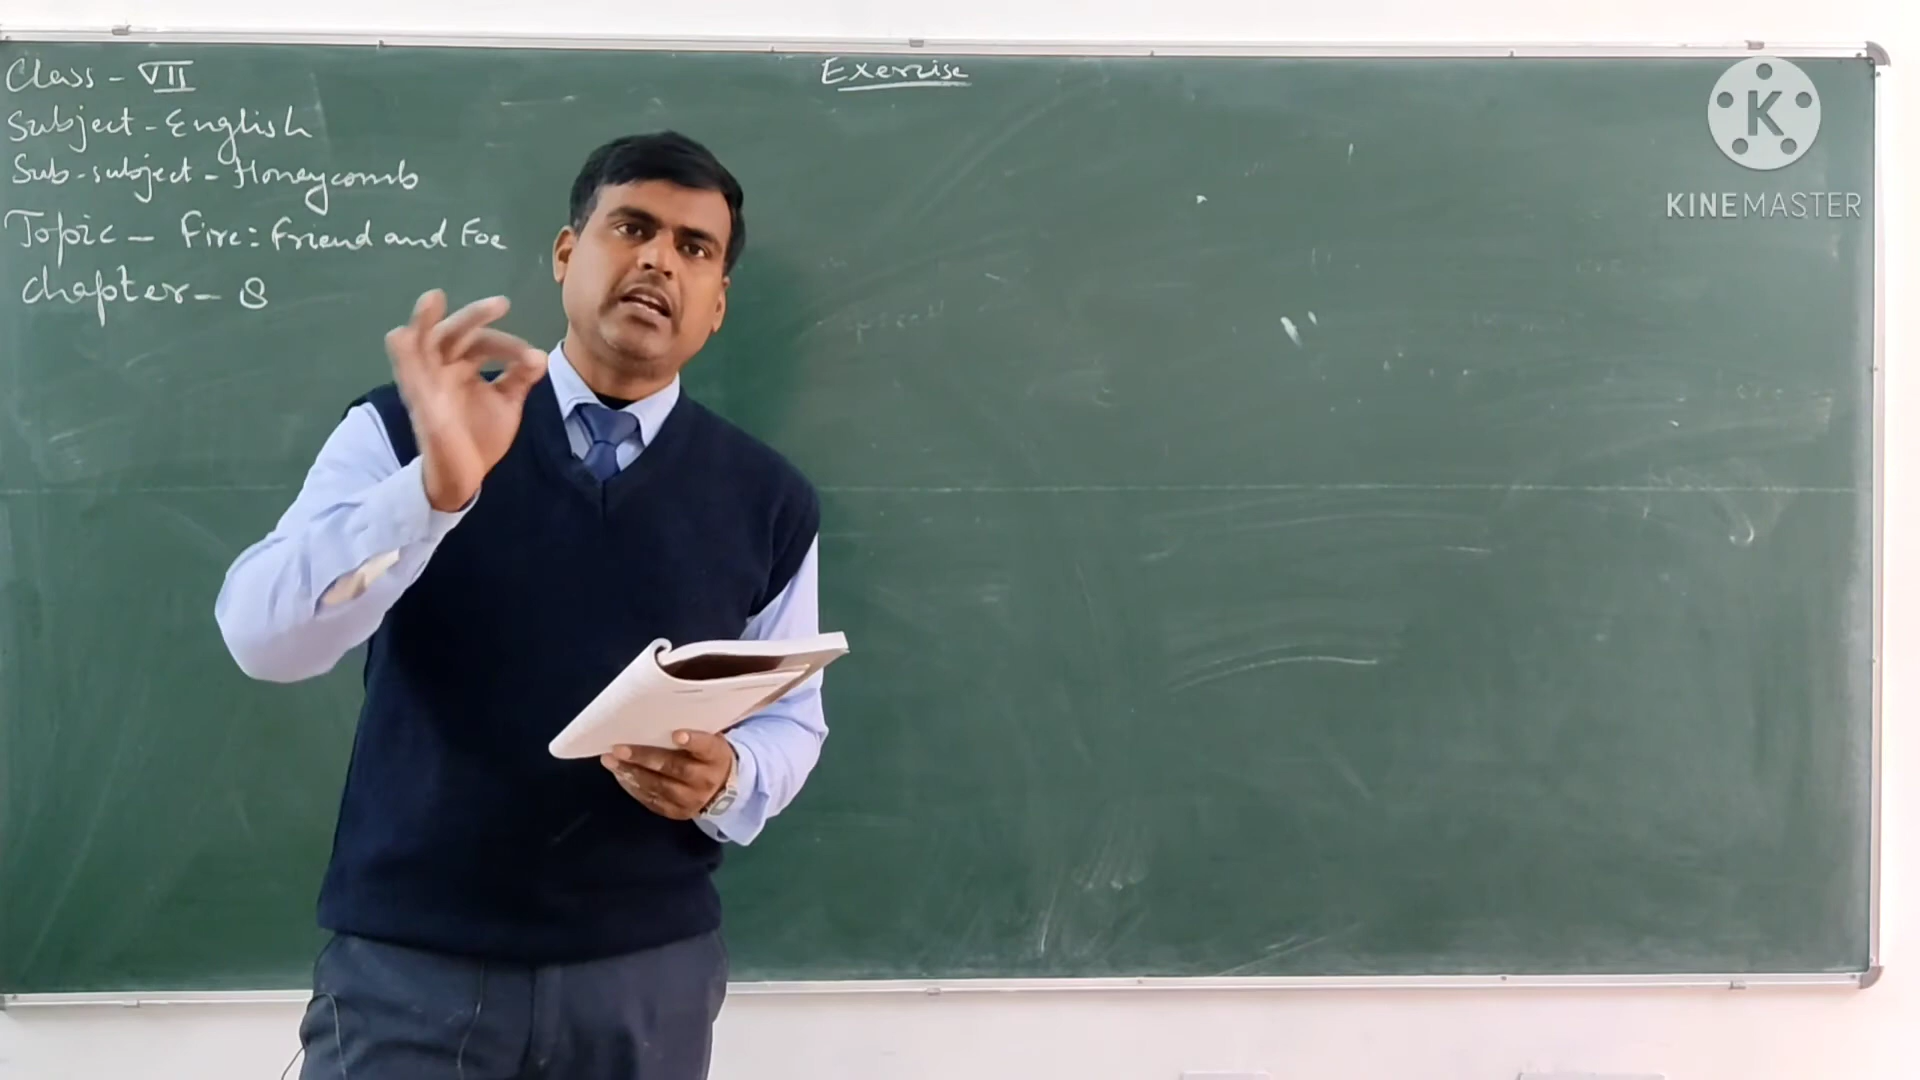 Class - VII
Subject - English
Sub-subject - Honeycomb
Topic - Fire: Friend and Foe
Chapter - 8
Exercise
K
KINEMASTER